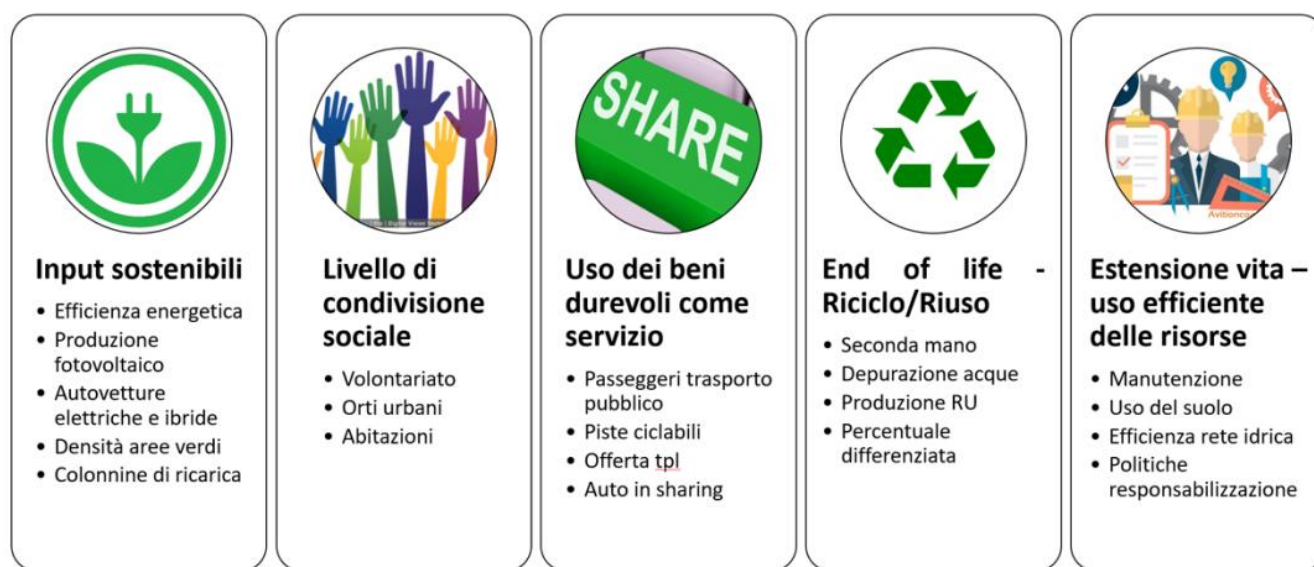 SHARE
Avitionco
Input sostenibili
• Efficienza energetica
• Produzione
fotovoltaico
• Autovetture
elettriche e ibride
• Densità aree verdi
• Colonnine di ricarica
Livello di
condivisione
sociale
• Volontariato
• Orti urbani
• Abitazioni
Uso dei beni
durevoli come
servizio
• Passeggeri trasporto
pubblico
• Piste ciclabili
• Offerta tpl
• Auto in sharing
End of life -
Riciclo/Riuso
• Seconda mano
• Depurazione acque
• Produzione RU
• Percentuale
differenziata
Estensione vita –
uso efficiente
delle risorse
• Manutenzione
• Uso del suolo
• Efficienza rete idrica
• Politiche
responsabilizzazione